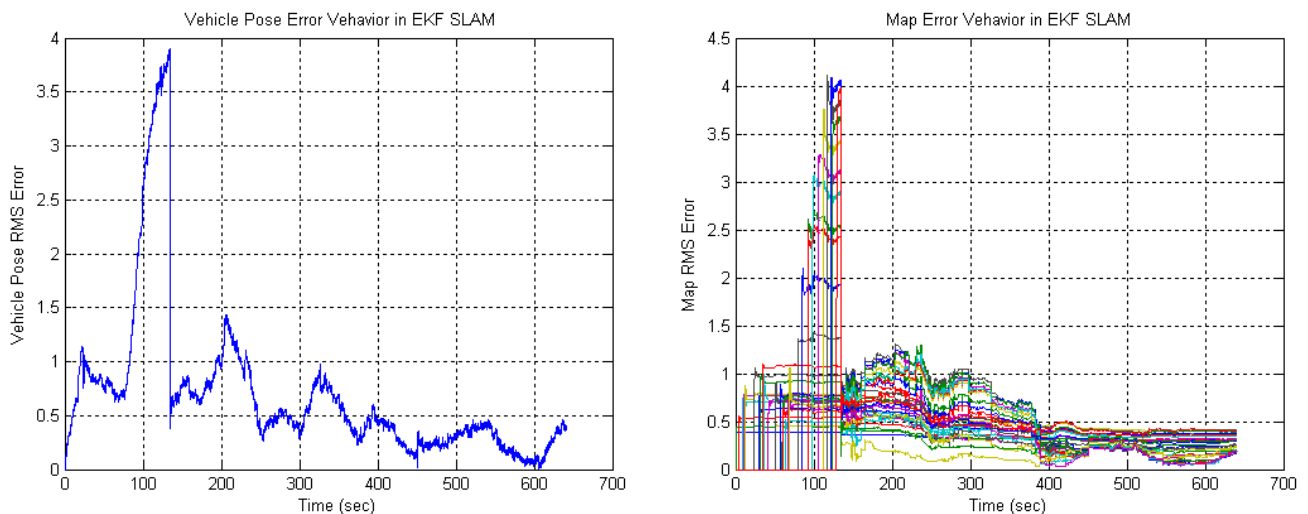 Vehicle Pose Error Vehavior in EKF SLAM
4
3.5
3
2.5
2
1.5
1
0.5
0
Vehicle Pose RMS Error
0 100 200 300 400 500 600 700
Time (sec)
Map Error Vehavior in EKF SLAM
4.5
4
3.5
3
2.5
2
1.5
1
0.5
0
Map RMS Error
0 100 200 300 400 500 600 700
Time (sec)